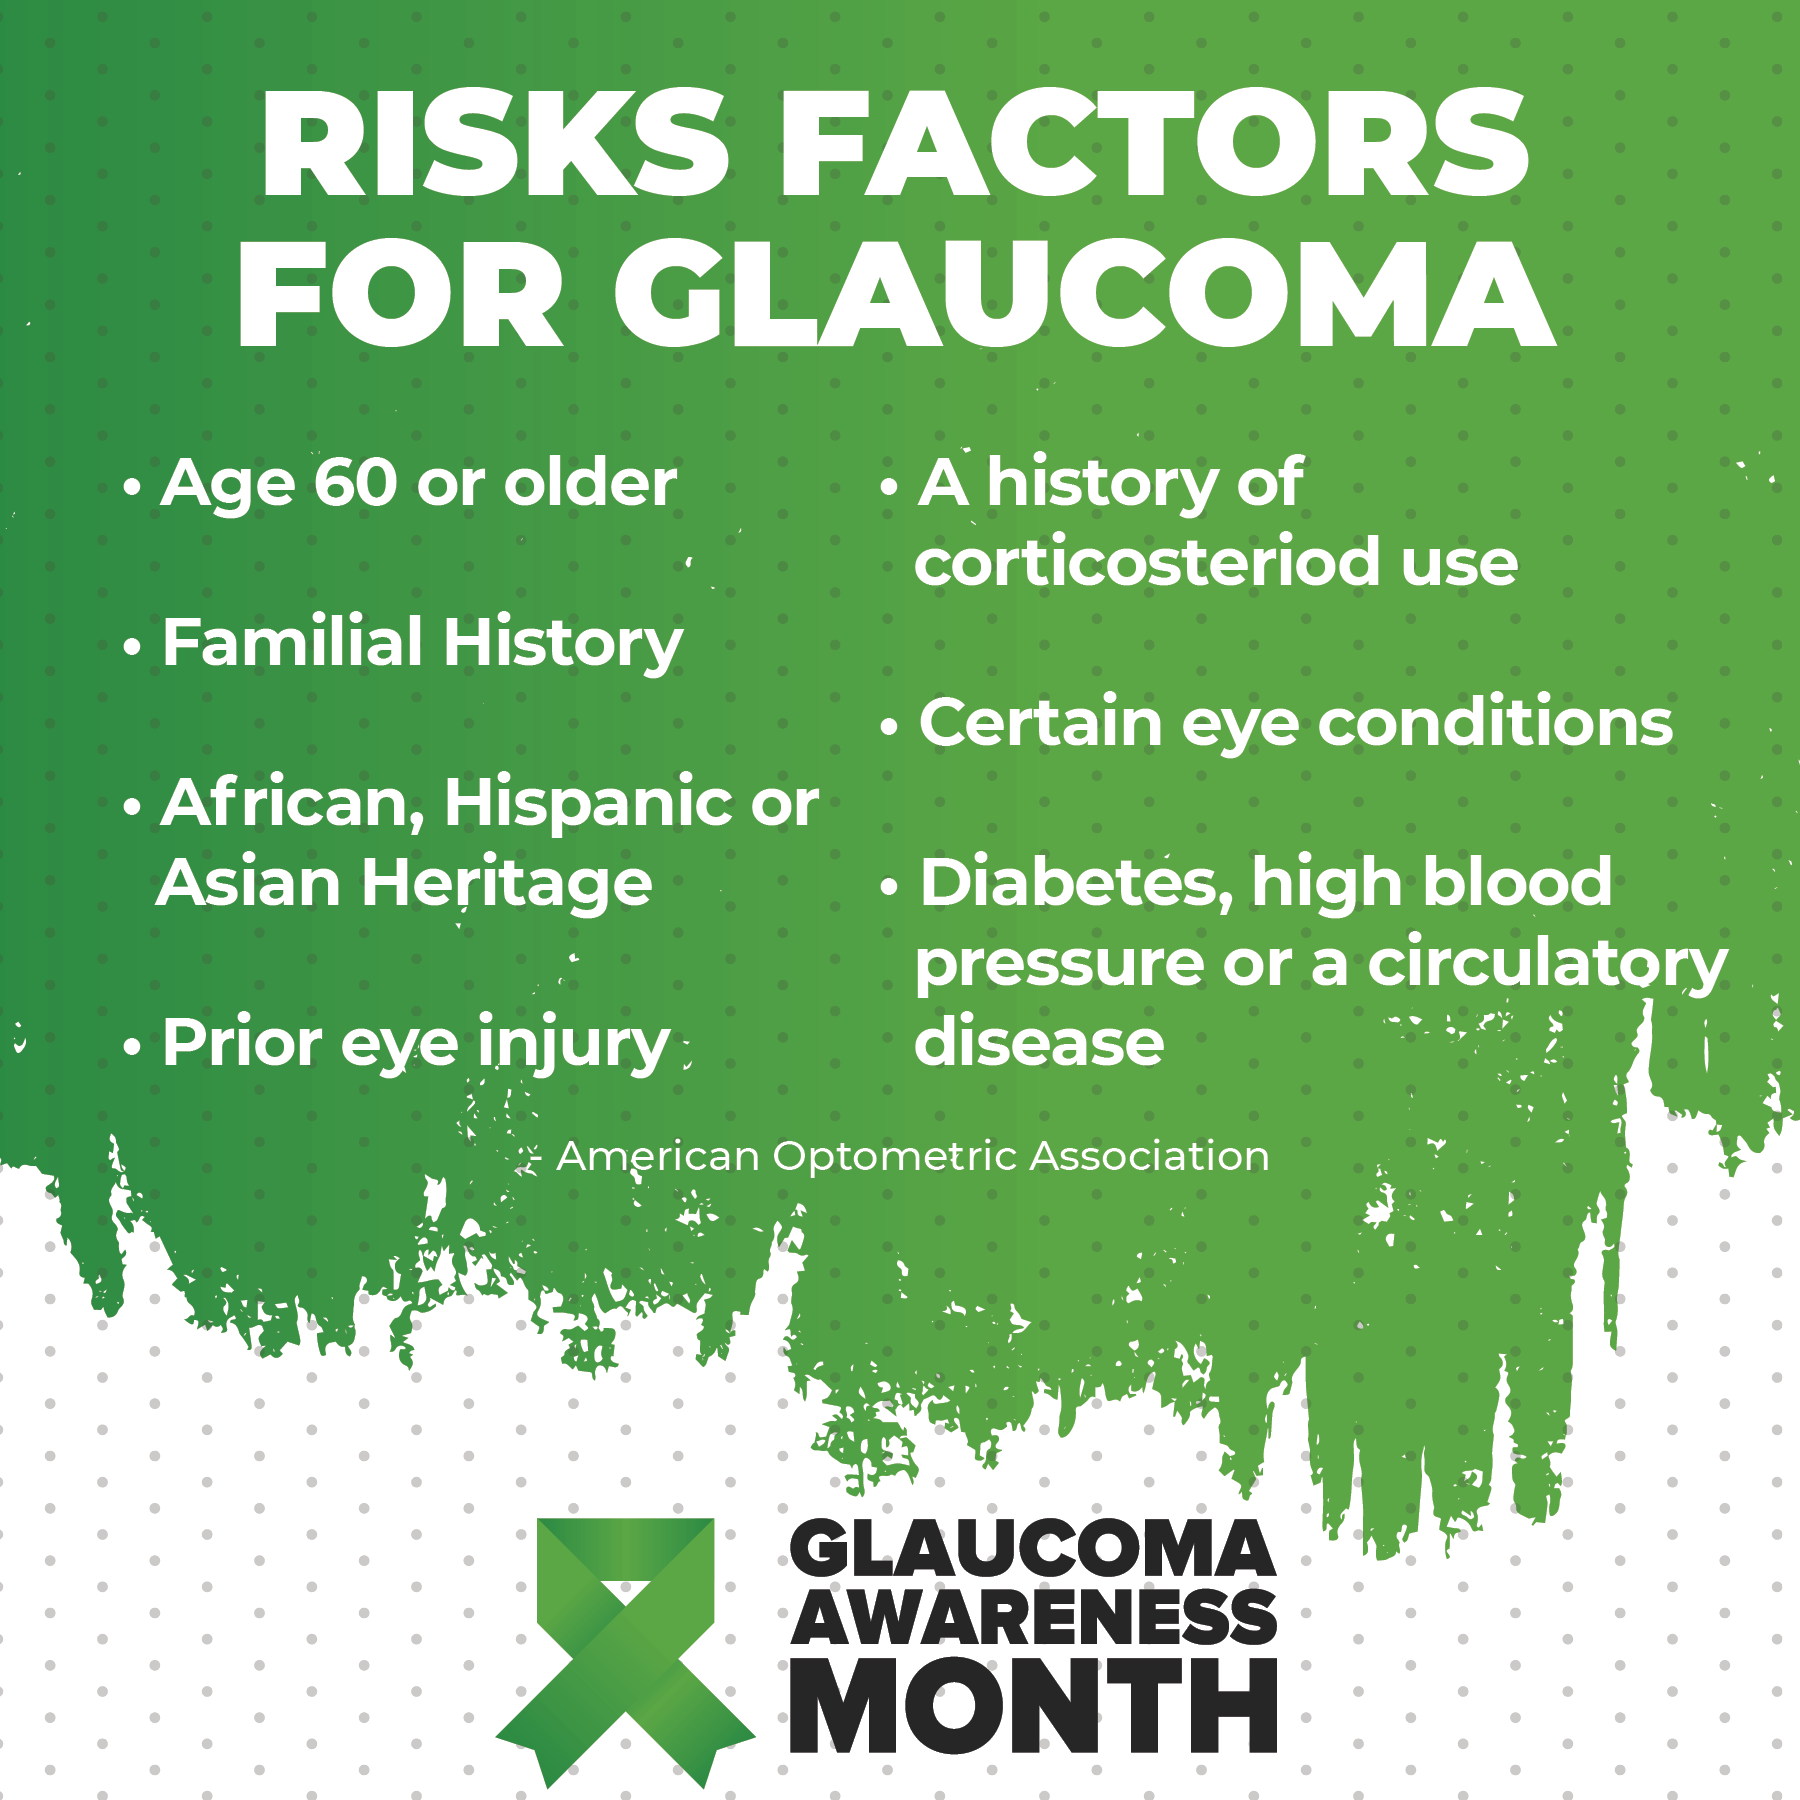 RISKS FACTORS
FOR GLAUCOMA
• Age 60 or older
• Familial History
• African, Hispanic or
Asian Heritage
• Prior eye injury
• A history of
corticosteriod use
• Certain eye conditions
• Diabetes, high blood
pressure or a circulatory
disease
- American Optometric Association
GLAUCOMA
AWARENESS
MONTH